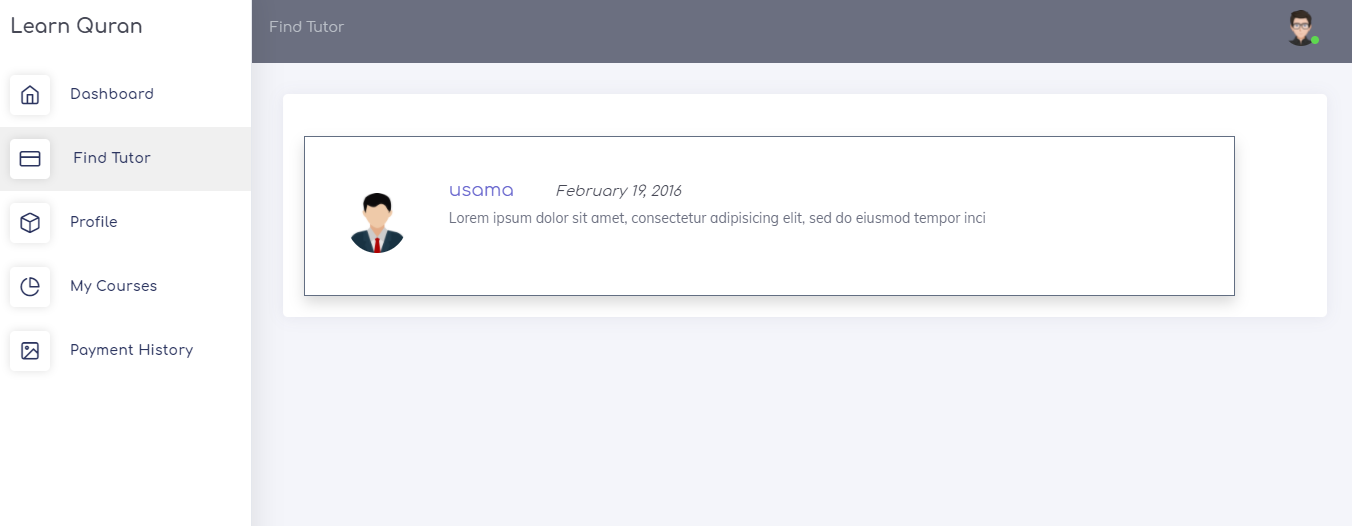 Learn Quran
Find Tutor
Dashboard
Find Tutor
Profile
My Courses
Payment History
usama February 19, 2016
Lorem ipsum dolor sit amet, consectetur adipisicing elit, sed do eiusmod tempor inci